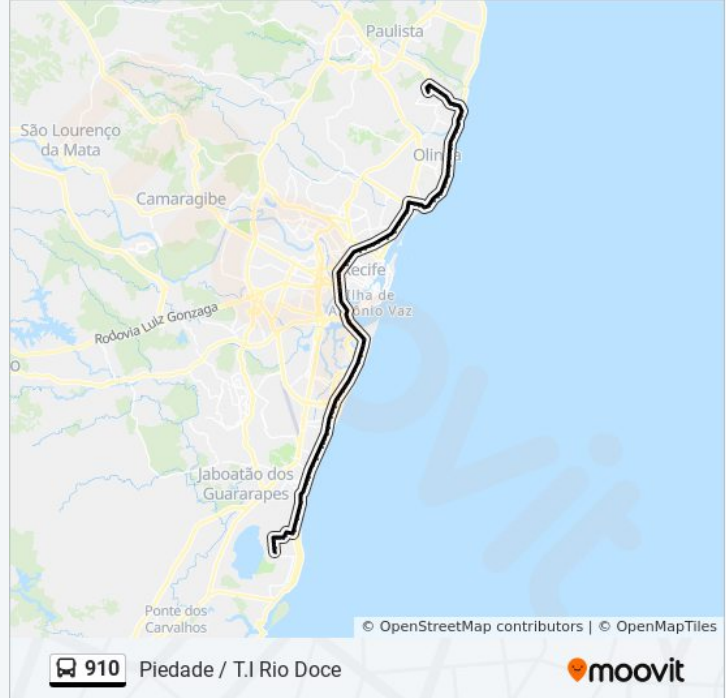 Paulista
São Lourenço
da Mata
Olinda
Camaragibe
Recife
Ilha de
Antônio Vaz
Rodovia Luiz Gonzaga
O
Jaboatão dos
Guararapes
Ponte dos
Carvalhos
ovit
© OpenStreetMap contributors | © OpenMapTiles
910 Piedade / T.I Rio Doce
moovit